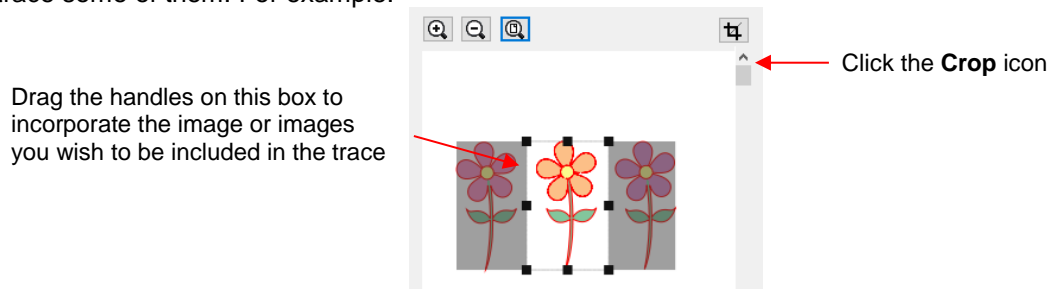 trace some of them. For example:
Click the Crop icon
Drag the handles on this box to
incorporate the image or images
you wish to be included in the trace